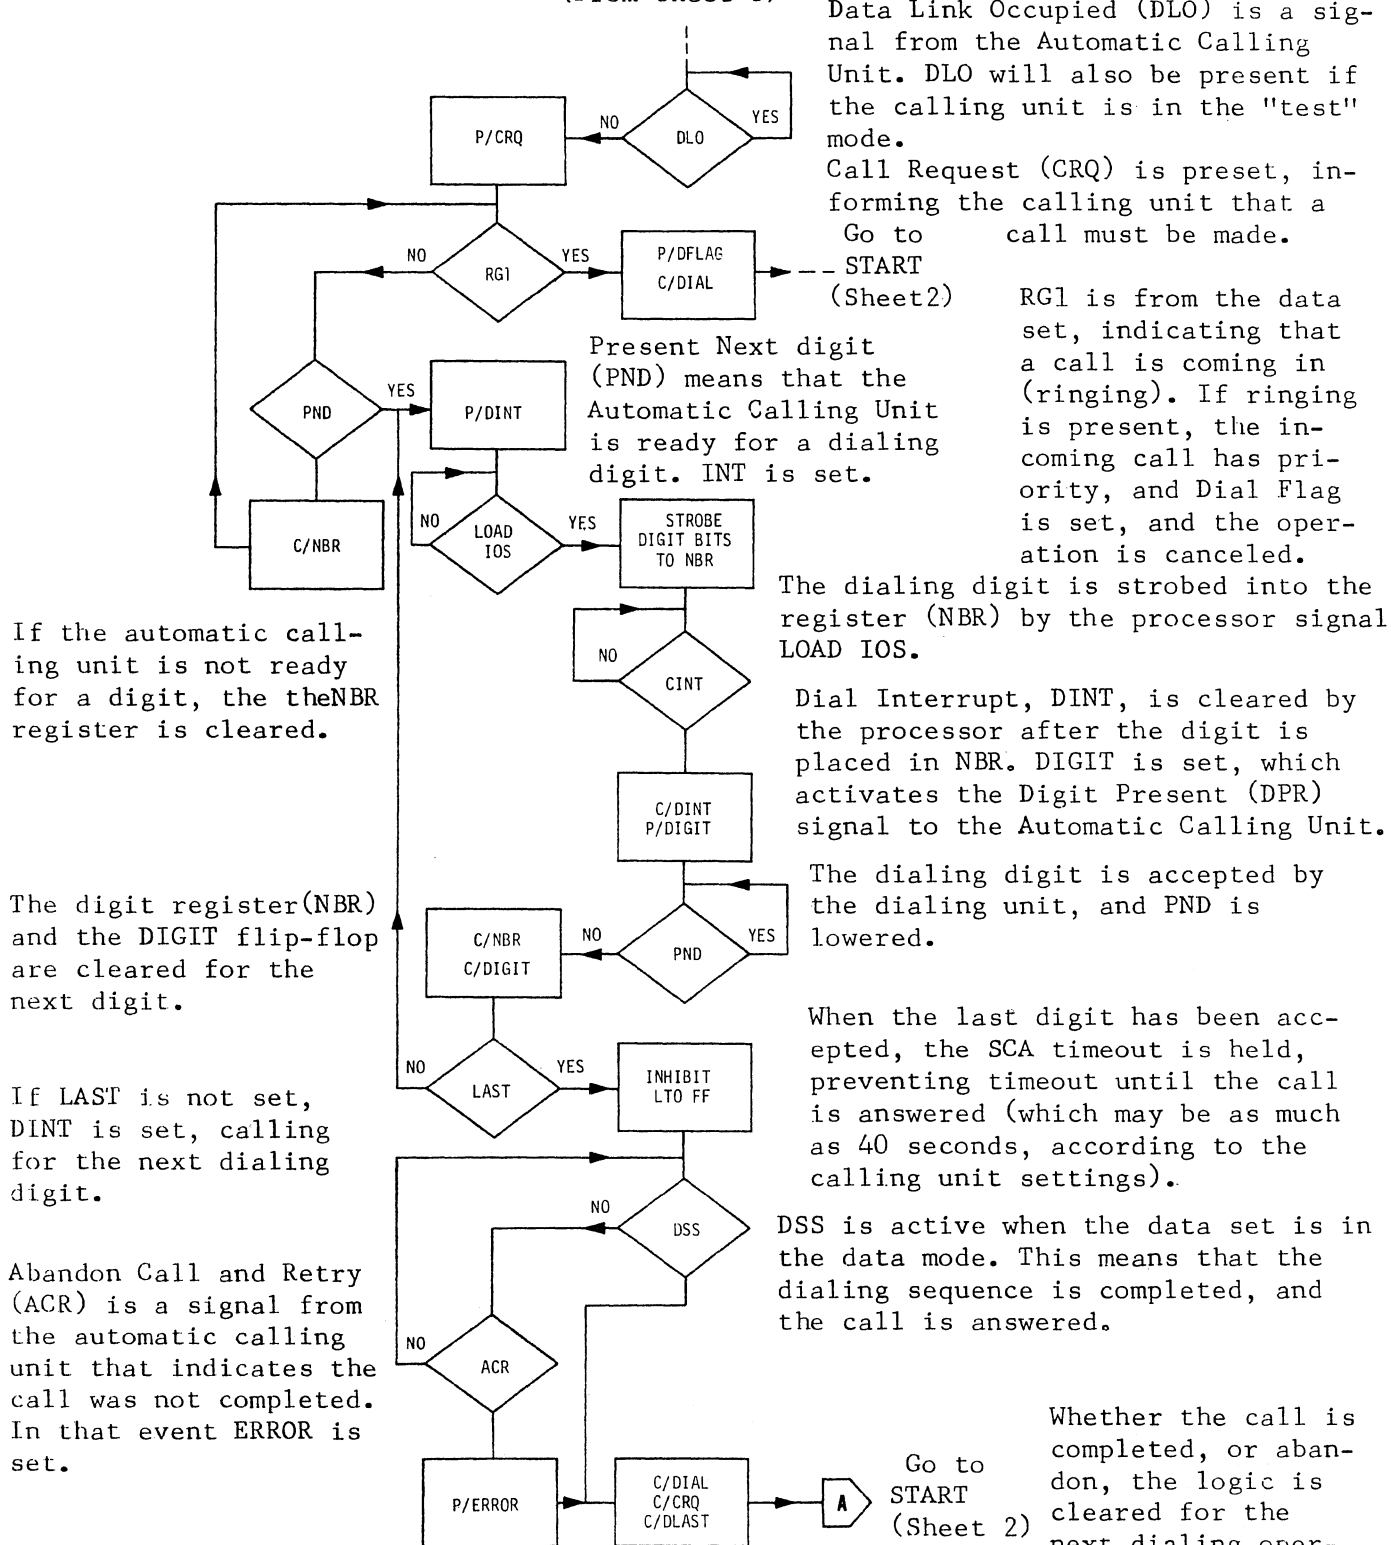 (From Sheet
Data Link Occupied (DLO) is a sig-
nal from the Automatic Calling
Unit. DLO will also be present if
the calling unit is in the "test"
mode.
Call Request (CRQ) is preset, in-
forming the calling unit that a
call must be made.
DLO
YES
NO
P/CRQ
RG1
NO
YES
P/DFLAG
C/DIAL
Go to
START
(Sheet2)
RG1 is from the data
set, indicating that
a call is coming in
(ringing). If ringing
is present, the in-
coming call has pri-
ority, and Dial Flag
is set, and the oper-
ation is canceled.
PND
YES
P/DINT
Present Next digit
(PND) means that the
Automatic Calling Unit
is ready for a dialing
digit. INT is set.
C/NBR
NO
LOAD
IOS
YES
STROBE
DIGIT BITS
TO NBR
The dialing digit is strobed into the
register (NBR) by the processor signal
LOAD IOS.
If the automatic call-
ing unit is not ready
for a digit, the theNBR
register is cleared.
NO
CINT
Dial Interrupt, DINT, is cleared by
the processor after the digit is
placed in NBR. DIGIT is set, which
activates the Digit Present (DPR)
signal to the Automatic Calling Unit.
C/DINT
P/DIGIT
The dialing digit is accepted by
the dialing unit, and PND is
lowered.
The digit register(NBR)
and the DIGIT flip-flop
are cleared for the
next digit.
C/NBR
C/DIGIT
NO
PND
YES
When the last digit has been acc-
epted, the SCA timeout is held,
preventing timeout until the call
is answered (which may be as much
as 40 seconds, according to the
calling unit settings).
If LAST is not set,
DINT is set, calling
for the next dialing
digit.
NO
LAST
YES
INHIBIT
LTO FF
NO
DSS
DSS is active when the data set is in
the data mode. This means that the
dialing sequence is completed, and
the call is answered.
Abandon Call and Retry
(ACR) is a signal from
the automatic calling
unit that indicates the
call was not completed.
In that event ERROR is
set.
NO
ACR
P/ERROR
C/DIAL
C/CRQ
C/DLAST
A
Go to
START
(Sheet 2)
Whether the call is
completed, or aban-
don, the logic is
cleared for the
next dialing oper-